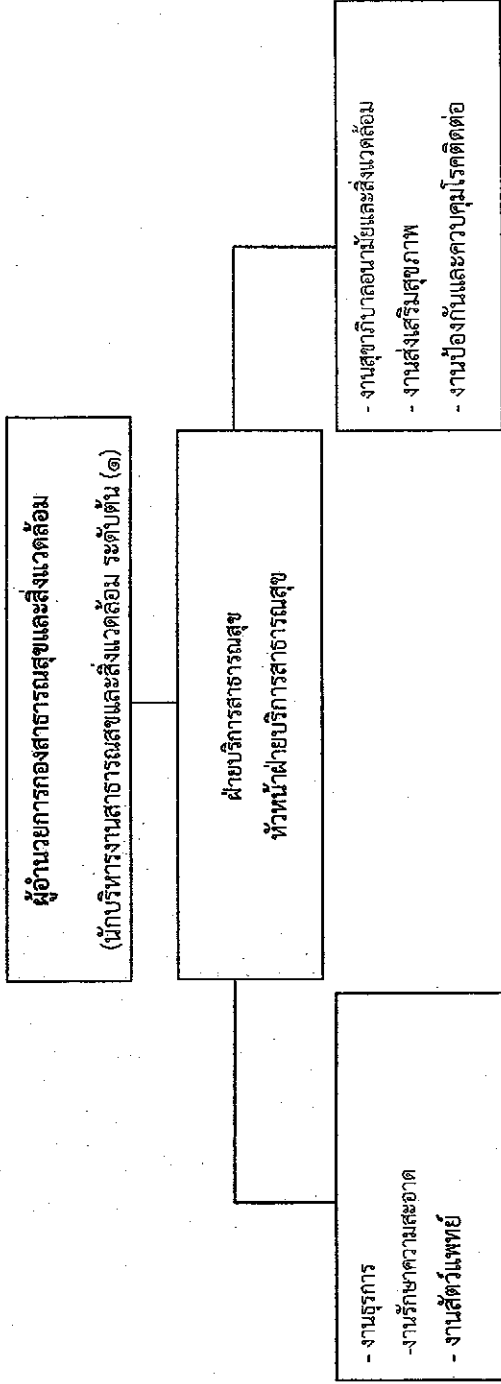 ผู้อำนวยการกองสาธารณสุขและสิ่งแวดล้อม
(นักบริหารงานสาธารณสุขและสิ่งแวดล้อม ระดับต้น (๑)
ฝ่ายบริการสาธารณสุข
หัวหน้าฝ่ายบริการสาธารณสุข
- งานธุรการ
-งานรักษาความสะอาด
- งานสัตว์แพทย์
- งานสุขาภิบาลอนามัยและสิ่งแวดล้อม
- งานส่งเสริมสุขภาพ
- งานป้องกันและควบคุมโรคติดต่อ